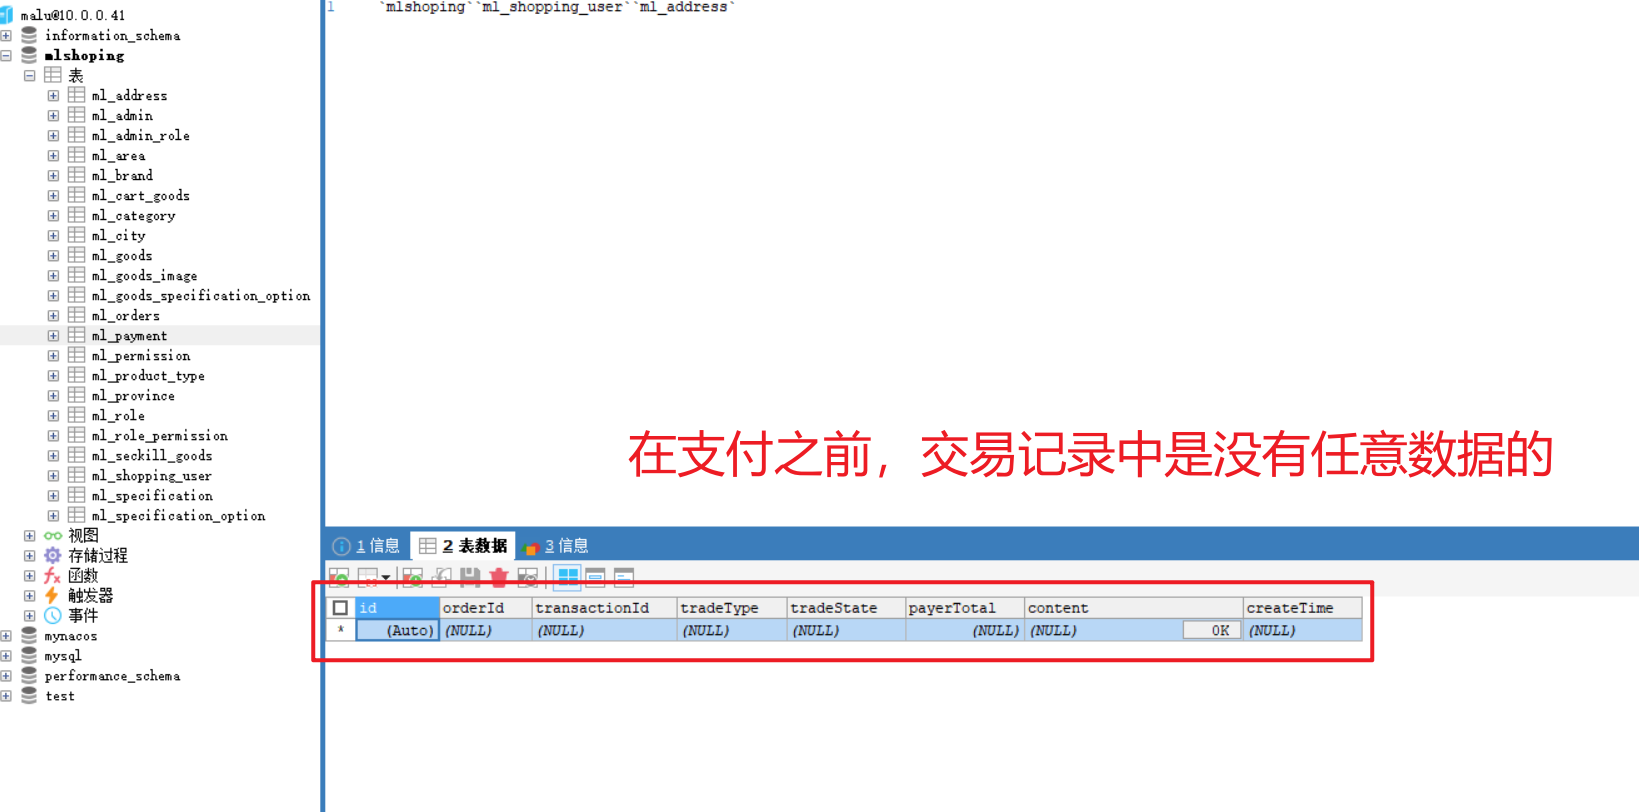 malu@10.0.0.41
information_schema
mlshoping
表
ml_address
ml_admin
ml_admin_role
ml_area
ml_brand
ml_cart_goods
ml_category
ml_city
ml_goods
ml_goods_image
ml_goods_specification_option
ml_orders
ml_payment
ml_permission
ml_product_type
ml_province
ml_role
ml_role_permission
ml_seckill_goods
ml_shopping_user
ml_specification
ml_specification_option
视图
存储过程
函数
触发器
事件
mynacos
mysql
performance_schema
test
1 `mlshoping``ml_shopping_user``ml_address`
在支付之前，交易记录中是没有任意数据的
1 信息 2 表数据 3 信息
id orderId transactionId tradeType tradeState payerTotal content createTime
* (Auto) (NULL) (NULL) (NULL) (NULL) (NULL) (NULL) 0K (NULL)